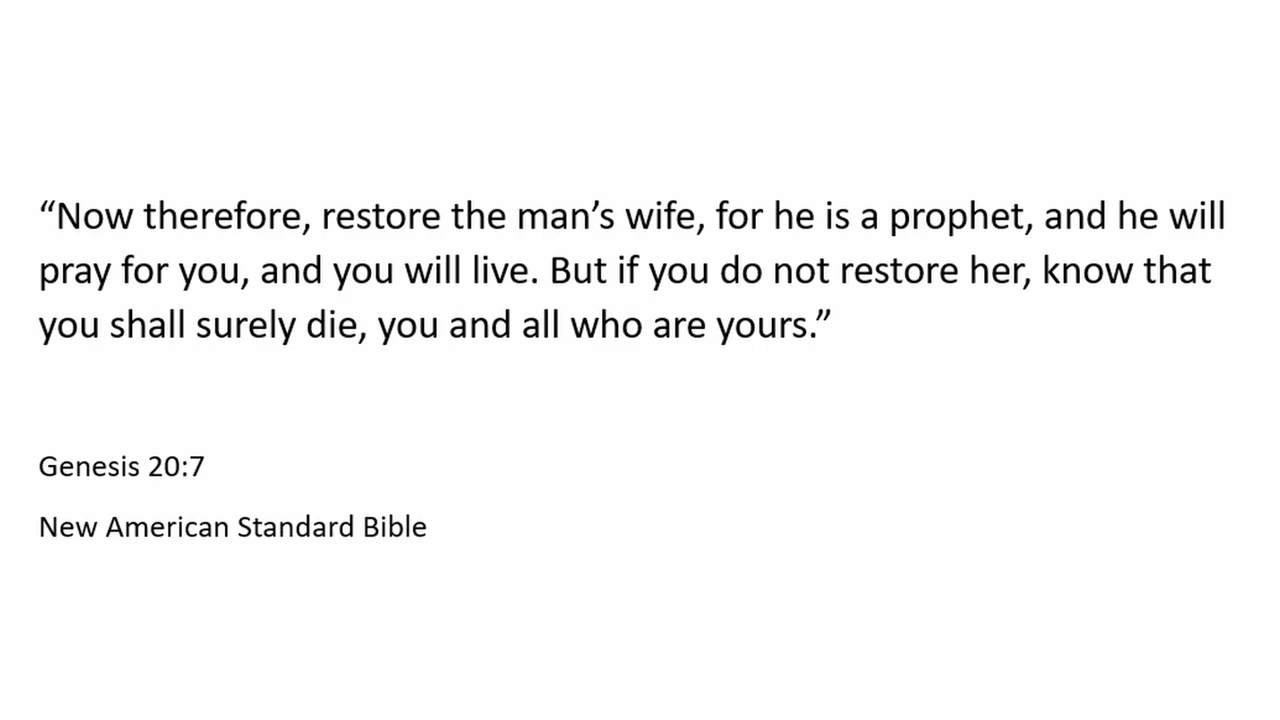 “Now therefore, restore the man’s wife, for he is a prophet, and he will
pray for you, and you will live. But if you do not restore her, know that
you shall surely die, you and all who are yours.”
Genesis 20:7
New American Standard Bible